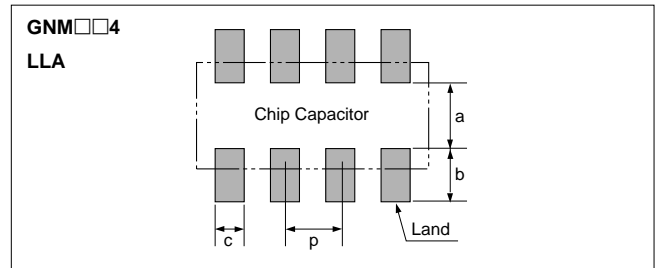 GNM□□4
LLA
Chip Capacitor
a
b
c
p
Land